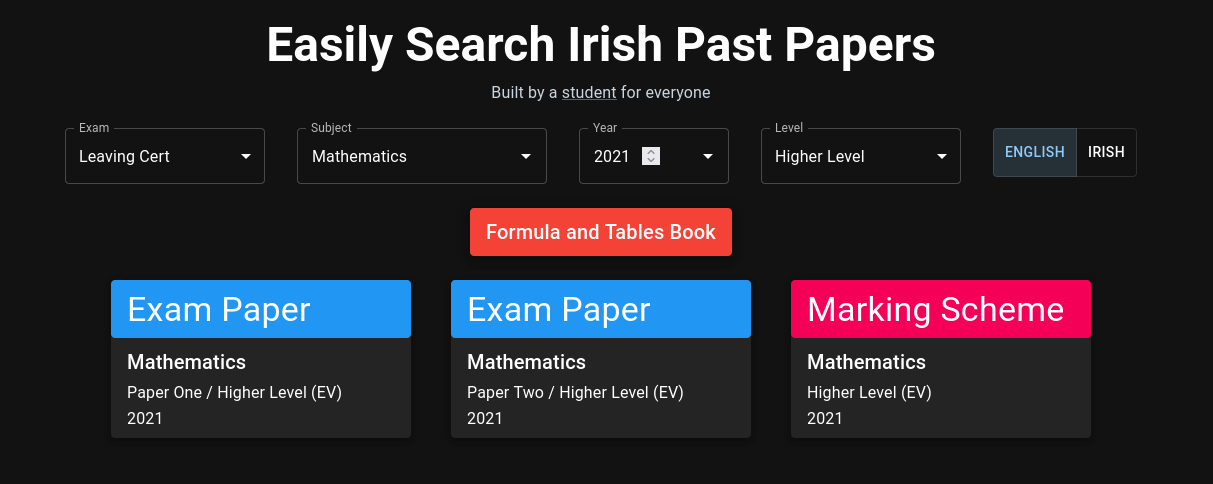 Easily Search Irish Past Papers
Built by a student for everyone
Exam
Subject
Year
Level
Leaving Cert
Mathematics
2021
Higher Level
ENGLISH
IRISH
Formula and Tables Book
Exam Paper
Mathematics
Paper One / Higher Level (EV)
2021
Exam Paper
Mathematics
Paper Two / Higher Level (EV)
2021
Marking Scheme
Mathematics
Higher Level (EV)
2021